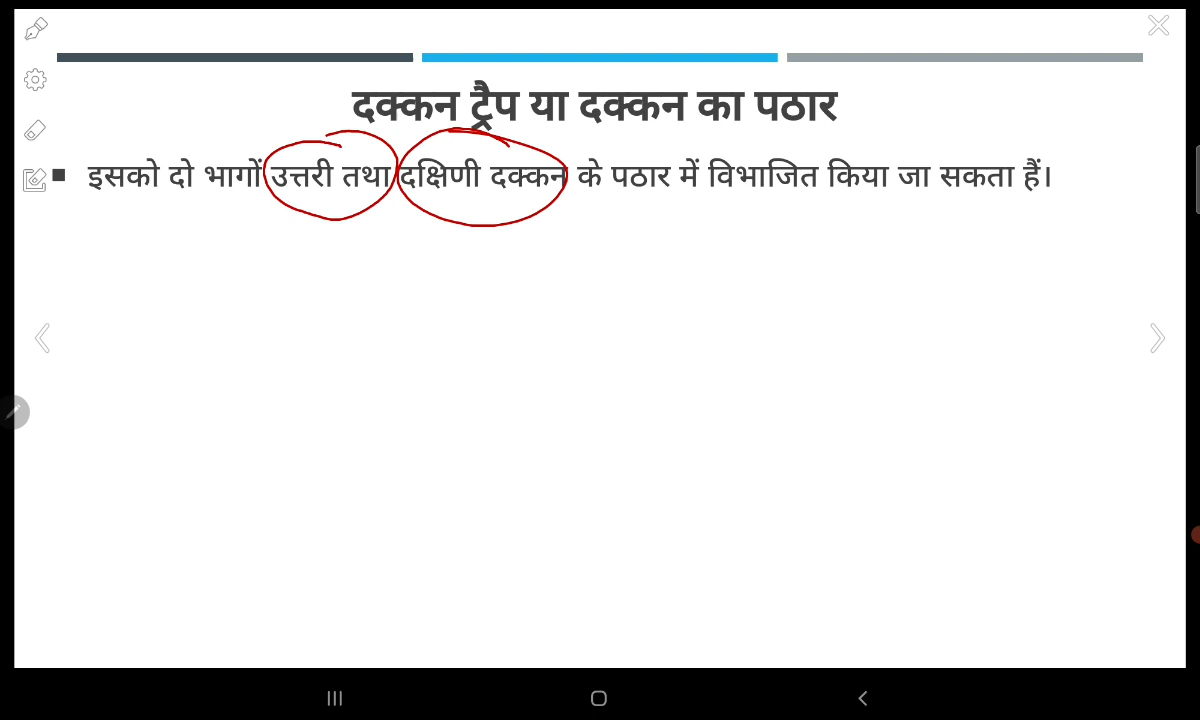 दक्कन ट्रैप या दक्कन का पठार
इसको दो भागों उत्तरी तथा दक्षिणी दक्कन के पठार में विभाजित किया जा सकता हैं।